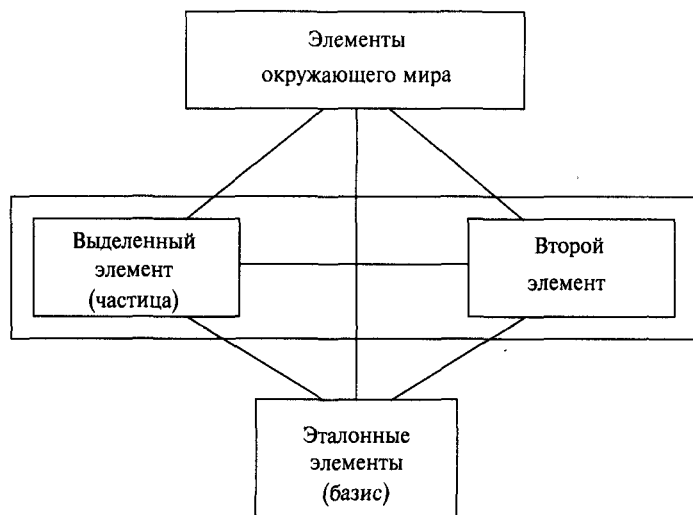 Элементы
окружающего мира
Выделенный
элемент
(частица)
Второй
элемент
Эталонные
элементы
(базис)